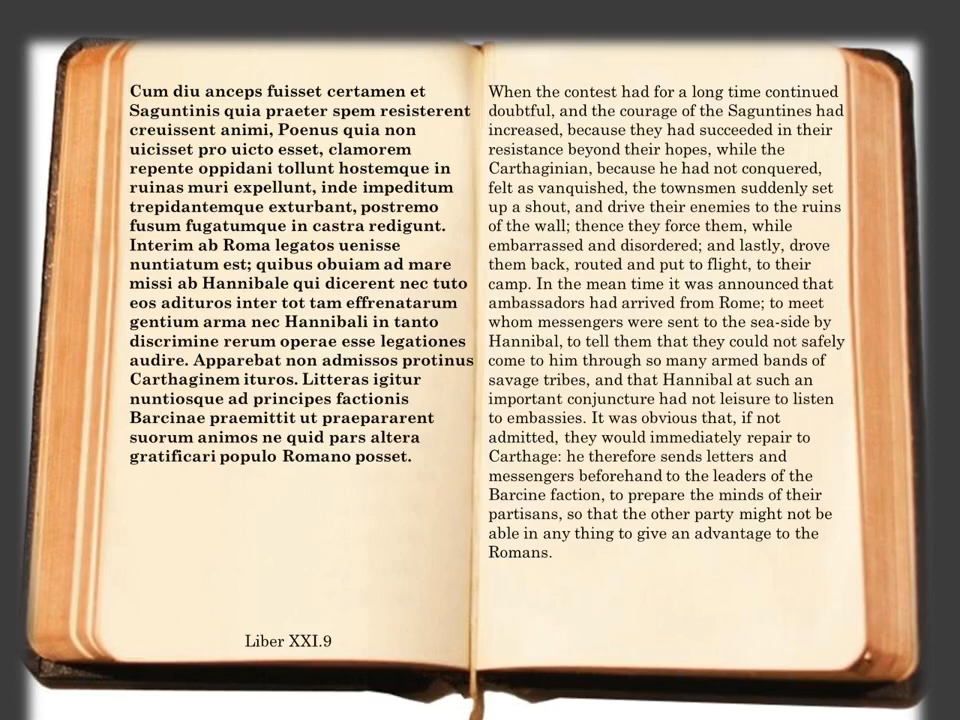 Cum diu anceps fuisset certamen et
Saguntinis quia praeter spem resisterent
creuissent animi, Poenus quia non
uicisset pro uicto esset, clamorem
repente oppidani tollunt hostemque in
ruinas muri expellunt, inde impeditum
trepidantemque exturbant, postremo
fusum fugatumque in castra redigunt.
Interim ab Roma legatos uenisse
nuntiatum est; quibus obuiam ad mare
missi ab Hannibale qui dicerent nec tuto
eos adituros inter tot tam effrenatarum
gentium arma nec Hannibali in tanto
discrimine rerum operae esse legationes
audire. Apparebat non admissos protinus
Carthaginem ituros. Litteras igitur
nuntiosque ad principes factionis
Barcinae praemittit ut praepararent
suorum animos ne quid pars altera
gratificari populo Romano posset.
Liber XXI.9
When the contest had for a long time continued
doubtful, and the courage of the Saguntines had
increased, because they had succeeded in their
resistance beyond their hopes, while the
Carthaginian, because he had not conquered,
felt as vanquished, the townsmen suddenly set
up a shout, and drive their enemies to the ruins
of the wall; thence they force them, while
embarrassed and disordered; and lastly, drove
them back, routed and put to flight, to their
camp. In the mean time it was announced that
ambassadors had arrived from Rome; to meet
whom messengers were sent to the sea-side by
Hannibal, to tell them that they could not safely
come to him through so many armed bands of
savage tribes, and that Hannibal at such an
important conjuncture had not leisure to listen
to embassies. It was obvious that, if not
admitted, they would immediately repair to
Carthage: he therefore sends letters and
messengers beforehand to the leaders of the
Barcine faction, to prepare the minds of their
partisans, so that the other party might not be
able in any thing to give an advantage to the
Romans.